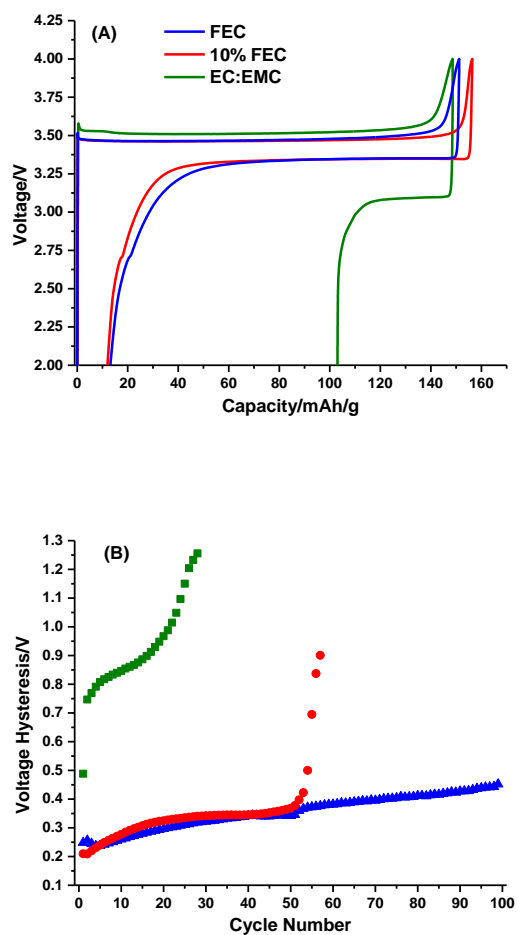 (A)
FEC
10% FEC
EC:EMC
4.25
4.00
3.75
3.50
3.25
3.00
2.75
2.50
2.25
2.00
Voltage/V
0 20 40 60 80 100 120 140 160
Capacity/mAh/g
(B)
1.3
1.2
1.1
1.0
0.9
0.8
0.7
0.6
0.5
0.4
0.3
0.2
0.1
Voltage Hysteresis/V
0 10 20 30 40 50 60 70 80 90 100
Cycle Number